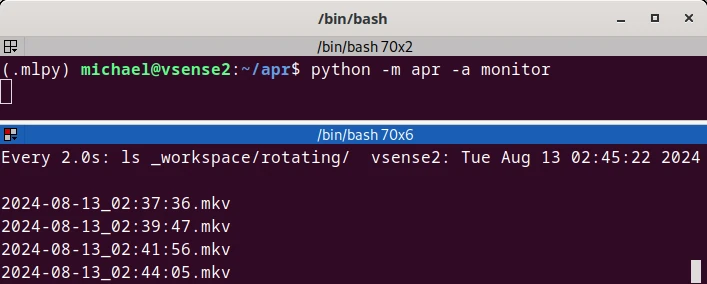 /bin/bash
/bin/bash 70x2
(.mlpy) michael@vsense2:~/apr$ python -m apr -a monitor
/bin/bash 70x6
Every 2.0s: ls _workspace/rotating/  vsense2: Tue Aug 13 02:45:22 2024
2024-08-13_02:37:36.mkv
2024-08-13_02:39:47.mkv
2024-08-13_02:41:56.mkv
2024-08-13_02:44:05.mkv